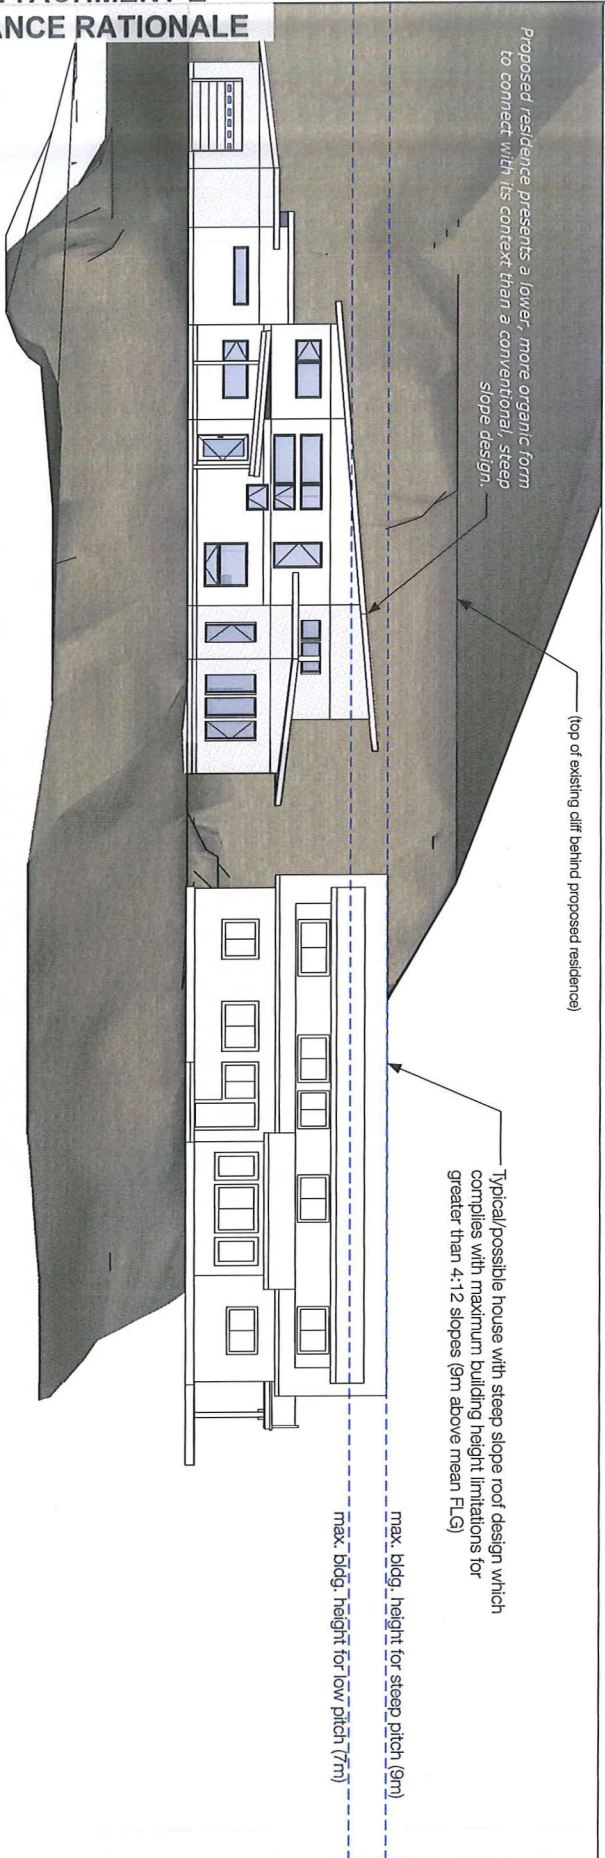 ANCE RATIONALE
Proposed residence presents a lower, more organic form
to connect with its context than a conventional, steep
slope design.
(top of existing cliff behind proposed residence)
Typical/possible house with steep slope roof design which
complies with maximum building height limitations for
greater than 4:12 slopes (9m above mean FLG)
max. bldg. height for steep pitch (9m)
max. bldg. height for low pitch (7m)